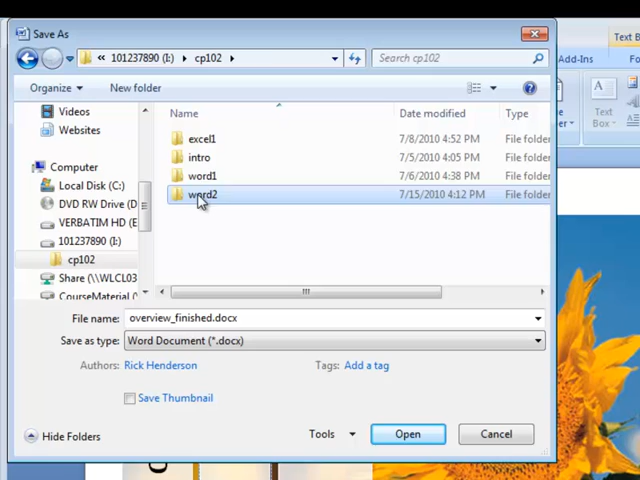 Save As
Text B
« 101237890 (I:) ▸ cp102 ▸
Search cp102
Add-Ins
Fo
Organize
New folder
Videos
Websites
Computer
Local Disk (C:)
DVD RW Drive (
VERBATIM HD (E
101237890 (I:)
cp102
Share (\\WLCL03
CourseMaterial (
Name
Date modified
Type
excel1
7/8/2010 4:52 PM
File folder
intro
7/5/2010 4:05 PM
File folder
word1
7/6/2010 4:38 PM
File folder
word2
7/15/2010 4:12 PM
File folder
Text
Box
File name:
overview_finished.docx
Save as type:
Word Document (*.docx)
Authors:
Rick Henderson
Tags:
Add a tag
Save Thumbnail
Hide Folders
Tools
Open
Cancel